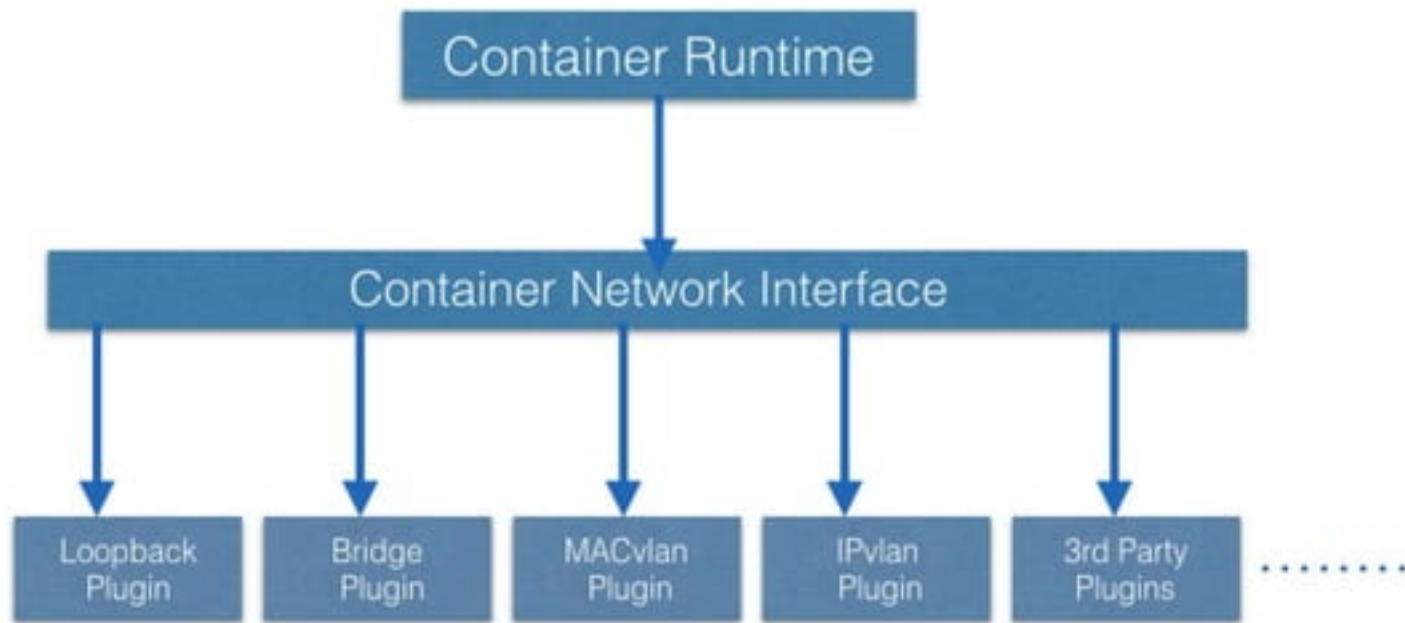 Container Runtime
Container Network Interface
Loopback
Plugin
Bridge
Plugin
MACvlan
Plugin
IPvlan
Plugin
3rd Party
Plugins